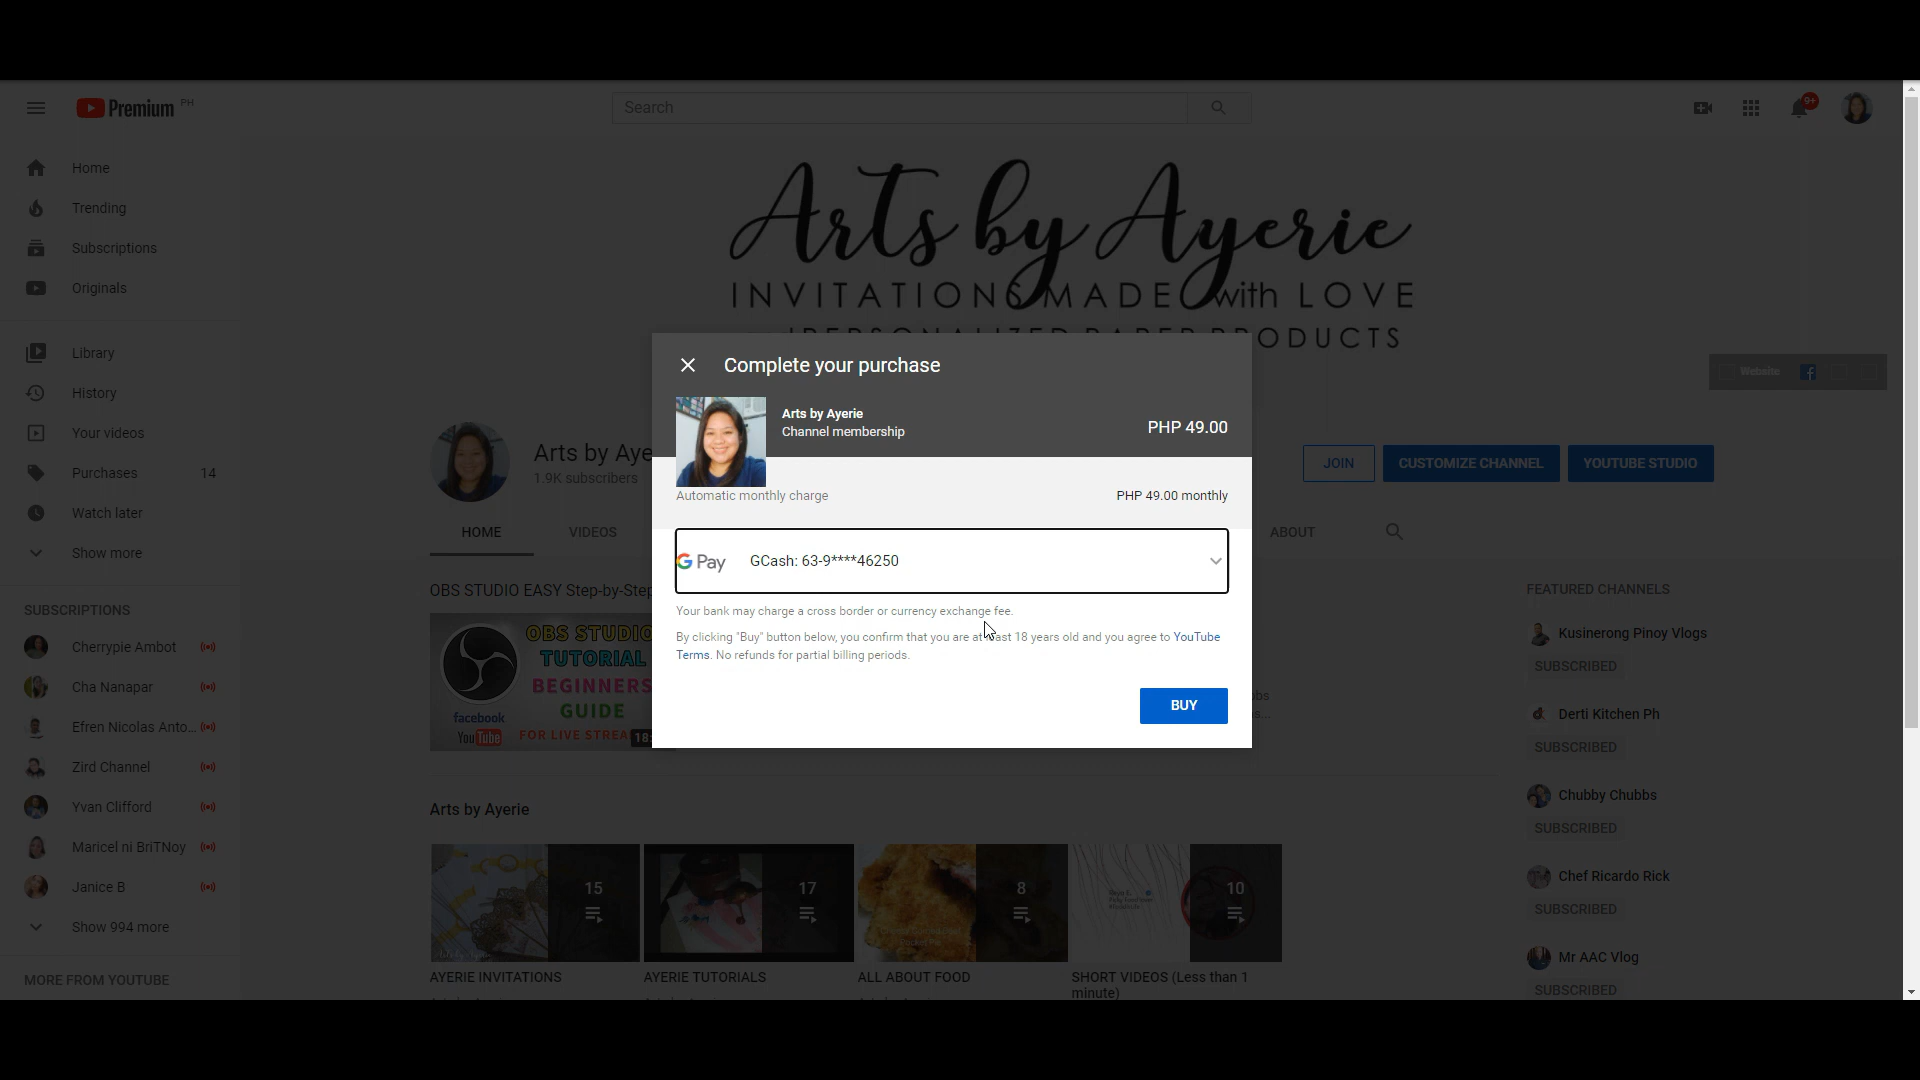 Premium PH
Search
9+
Home
Trending
Subscriptions
Originals
Library
History
Your videos
Purchases 14
Watch later
Show more
SUBSCRIPTIONS
Cherrypie Ambot
Cha Nanapar
Efren Nicolas Anto...
Zird Channel
Yvan Clifford
Maricel ni BriTNoy
Janice B
Show 994 more
MORE FROM YOUTUBE
Arts by Ayerie
INVITATIONS MADE with LOVE
PERSONALIZED PAPER PRODUCTS
Website
Arts by Aye
1.9K subscribers
JOIN
CUSTOMIZE CHANNEL
YOUTUBE STUDIO
HOME
VIDEOS
ABOUT
Complete your purchase
Arts by Ayerie
Channel membership
PHP 49.00
Automatic monthly charge
PHP 49.00 monthly
G Pay GCash: 63-9****46250
Your bank may charge a cross border or currency exchange fee.
By clicking "Buy" button below, you confirm that you are at least 18 years old and you agree to YouTube
Terms. No refunds for partial billing periods.
BUY
OBS STUDIO EASY Step-by-Step
OBS STUDIO
TUTORIAL
BEGINNERS
GUIDE
facebook
YouTube
FOR LIVE STREA
18:
Arts by Ayerie
15
17
8
10
AYERIE INVITATIONS
AYERIE TUTORIALS
ALL ABOUT FOOD
SHORT VIDEOS (Less than 1
minute)
FEATURED CHANNELS
Kusinerong Pinoy Vlogs
SUBSCRIBED
Derti Kitchen Ph
SUBSCRIBED
Chubby Chubbs
SUBSCRIBED
Chef Ricardo Rick
SUBSCRIBED
Mr AAC Vlog
SUBSCRIBED